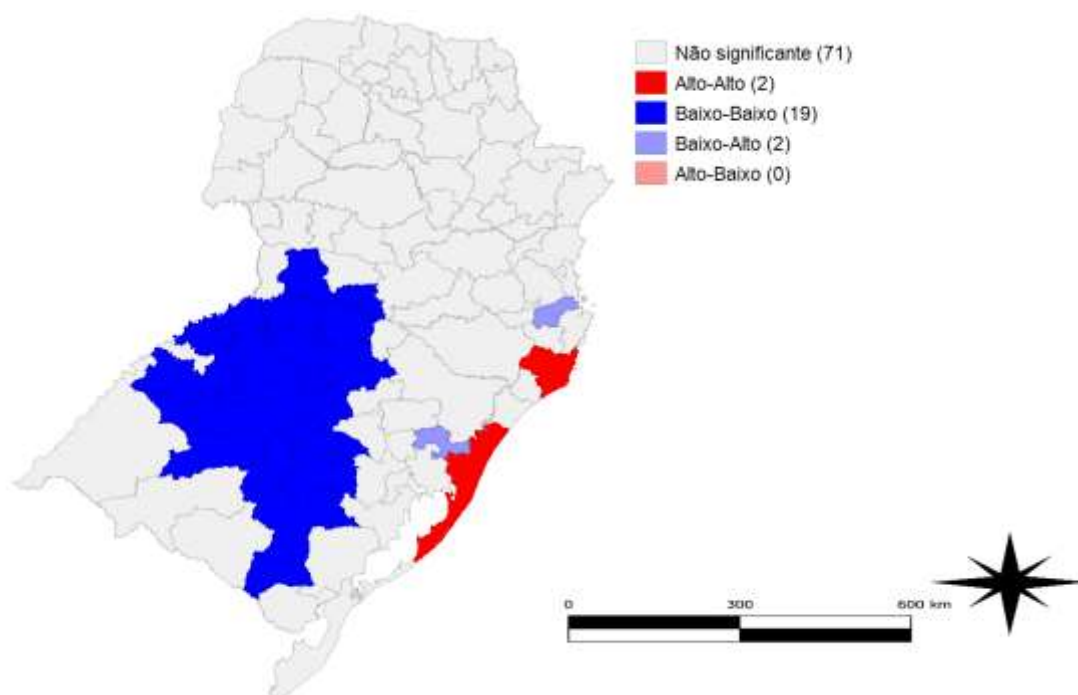 Não significante (71)
Alto-Alto (2)
Baixo-Baixo (19)
Baixo-Alto (2)
Alto-Baixo (0)
0 300 600 km